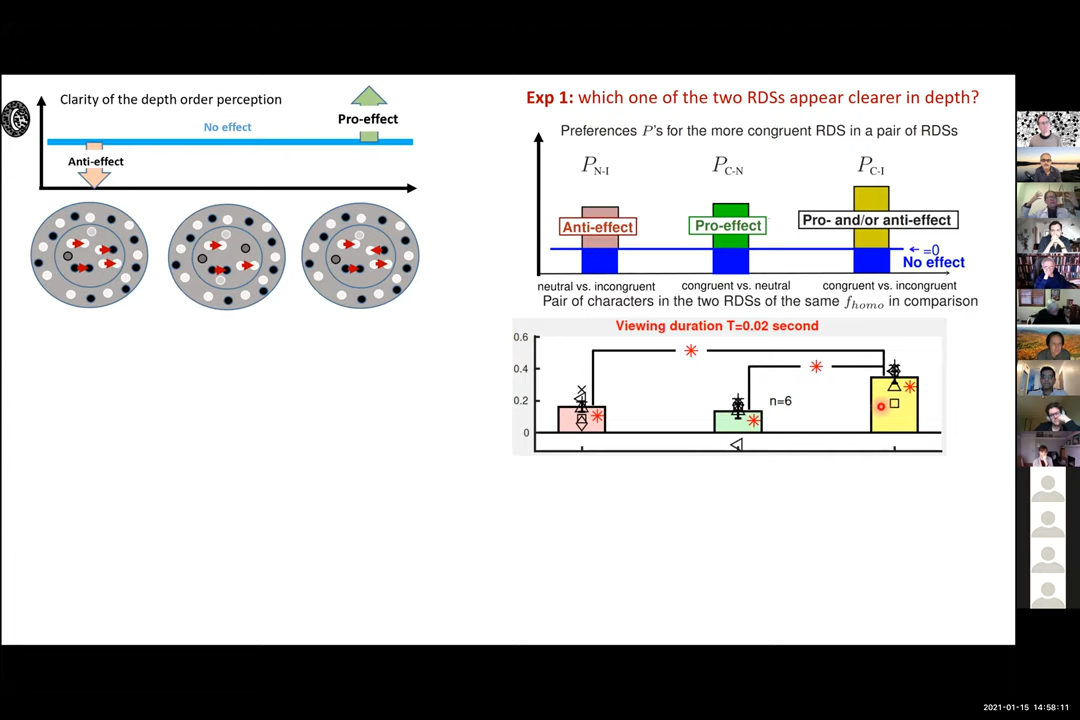 Clarity of the depth order perception
No effect
Pro-effect
Anti-effect
Exp 1: which one of the two RDSs appear clearer in depth?
Preferences P's for the more congruent RDS in a pair of RDSs
P_N-I P_C-N P_C-I
Anti-effect Pro-effect Pro- and/or anti-effect
← =0
No effect
neutral vs. incongruent congruent vs. neutral congruent vs. incongruent
Pair of characters in the two RDSs of the same f_homo in comparison
Viewing duration T=0.02 second
0.6
0.4
0.2
0
n=6
2021-01-15 14:58:11